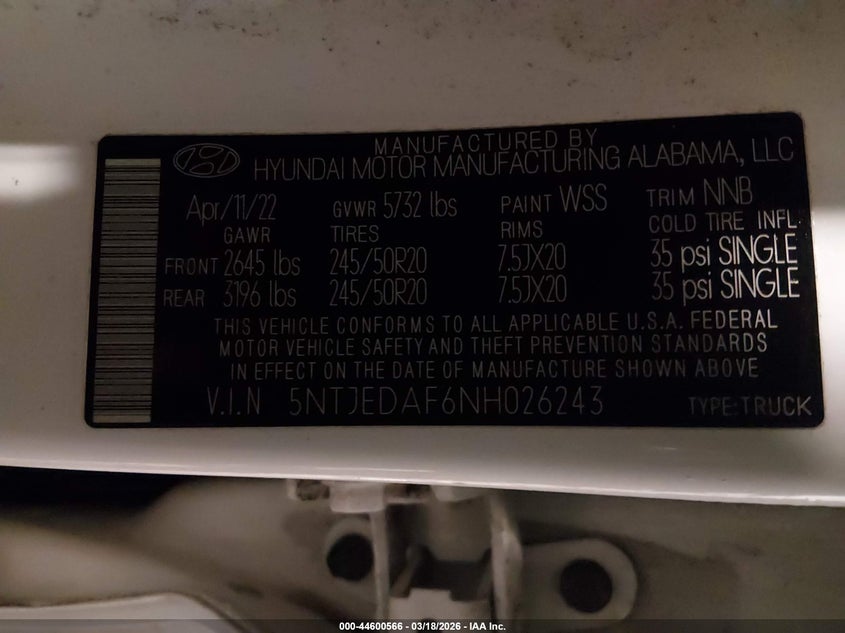 MANUFACTURED BY
HYUNDAI MOTOR MANUFACTURING ALABAMA, LLC
Apr/11/22 GVWR 5732 lbs PAINT WSS TRIM NNB
GAWR TIRES RIMS COLD TIRE INFL
FRONT 2645 lbs 245/50R20 7.5JX20 35 psi SINGLE
REAR 3196 lbs 245/50R20 7.5JX20 35 psi SINGLE
THIS VEHICLE CONFORMS TO ALL APPLICABLE U.S.A. FEDERAL
MOTOR VEHICLE SAFETY AND THEFT PREVENTION STANDARDS
IN EFFECT ON THE DATE OF MANUFACTURE SHOWN ABOVE
V.I.N 5NTJEDAF6NH026243 TYPE:TRUCK
000-44600566 - 03/18/2026 - IAA Inc.